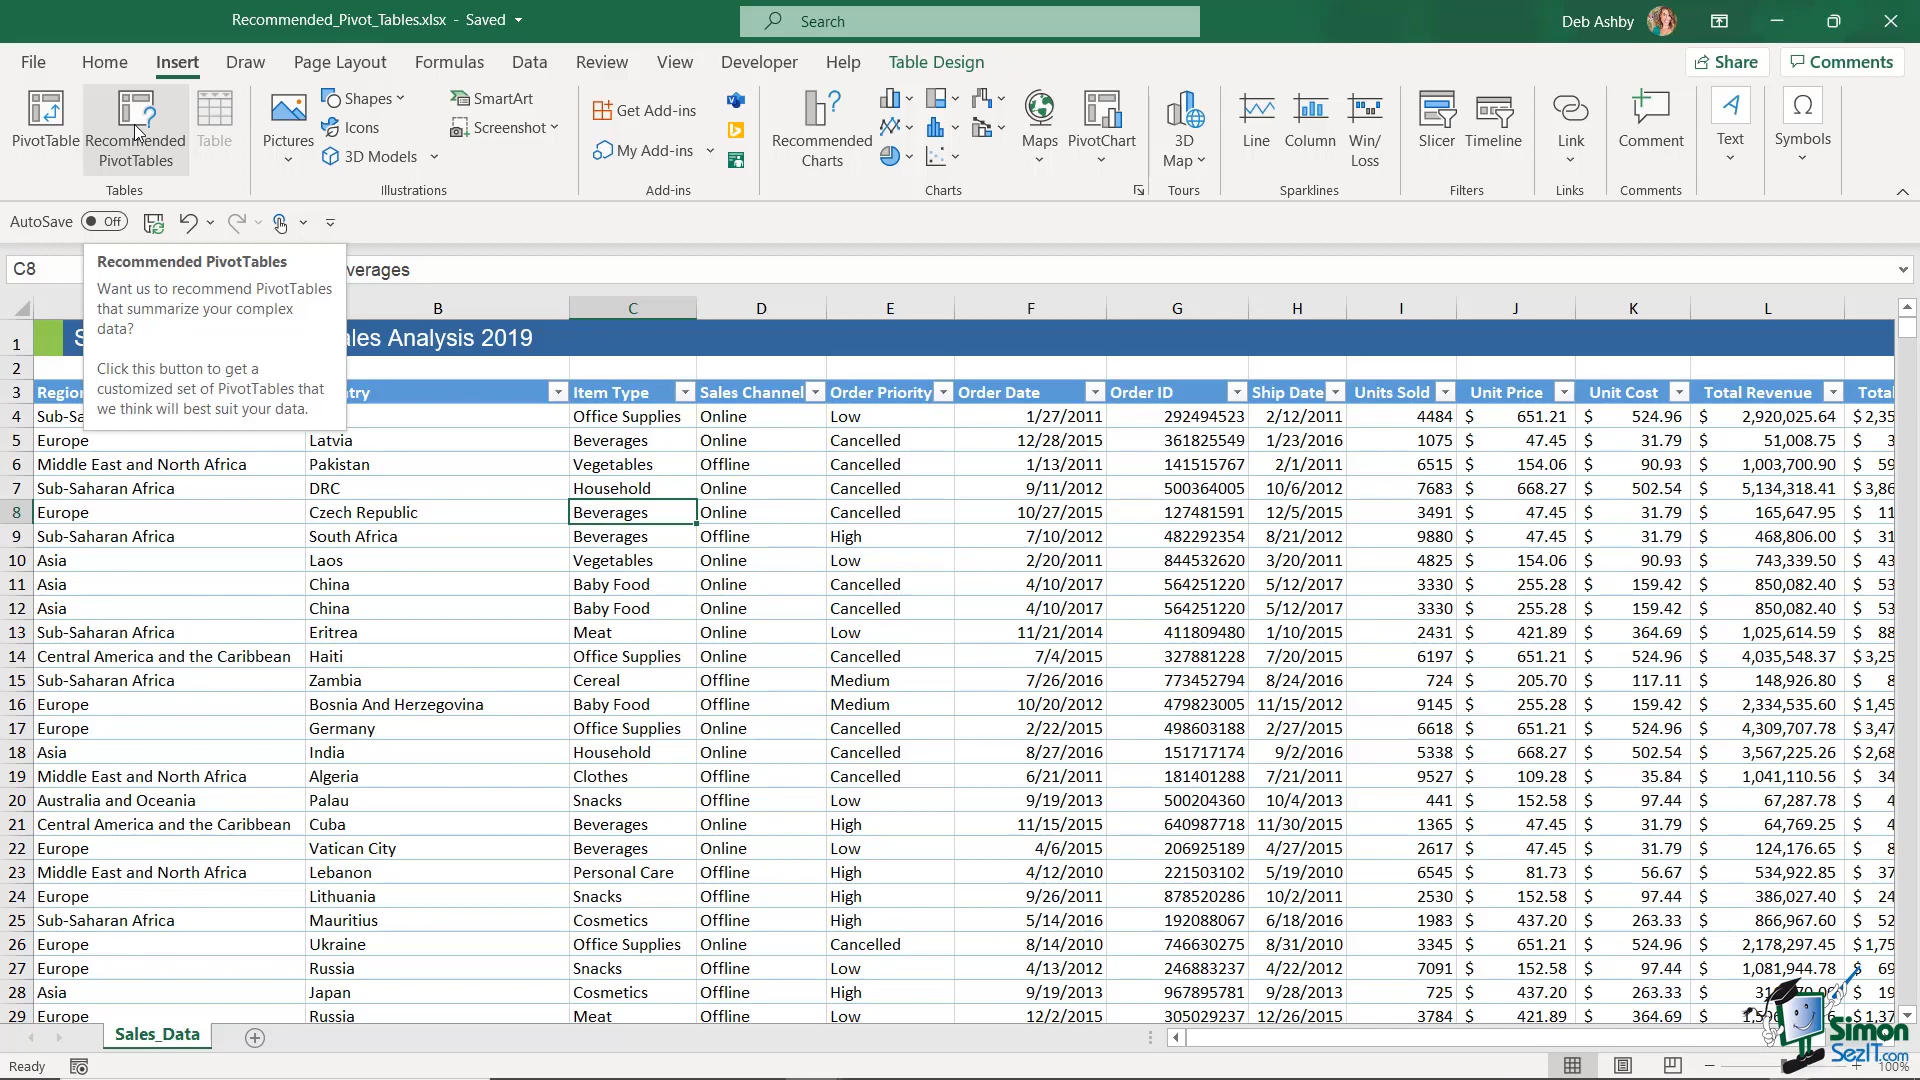 Recommended_Pivot_Tables.xlsx - Saved
Search
Deb Ashby
File Home Insert Draw Page Layout Formulas Data Review View Developer Help Table Design
Share Comments
PivotTable
Recommended PivotTables
Table
Tables
Pictures
Shapes
Icons
3D Models
SmartArt
Screenshot
Illustrations
Get Add-ins
My Add-ins
Add-ins
Recommended Charts
Maps
PivotChart
Charts
3D Map
Tours
Line
Column
Win/ Loss
Sparklines
Slicer
Timeline
Filters
Link
Links
Comment
Comments
Text
Symbols
AutoSave Off
C8 verages
Recommended PivotTables
Want us to recommend PivotTables
that summarize your complex
data?
Click this button to get a
customized set of PivotTables that
we think will best suit your data.
B C D E F G H I J K L
1 S ales Analysis 2019
2
3 Region try Item Type Sales Channel Order Priority Order Date Order ID Ship Date Units Sold Unit Price Unit Cost Total Revenue Total
4 Sub-Sa Office Supplies Online Low 1/27/2011 292494523 2/12/2011 4484 $ 651.21 $ 524.96 $ 2,920,025.64 $ 2,35
5 Europe Latvia Beverages Online Cancelled 12/28/2015 361825549 1/23/2016 1075 $ 47.45 $ 31.79 $ 51,008.75 $ 3
6 Middle East and North Africa Pakistan Vegetables Offline Cancelled 1/13/2011 141515767 2/1/2011 6515 $ 154.06 $ 90.93 $ 1,003,700.90 $ 59
7 Sub-Saharan Africa DRC Household Online Cancelled 9/11/2012 500364005 10/6/2012 7683 $ 668.27 $ 502.54 $ 5,134,318.41 $ 3,86
8 Europe Czech Republic Beverages Online Cancelled 10/27/2015 127481591 12/5/2015 3491 $ 47.45 $ 31.79 $ 165,647.95 $ 11
9 Sub-Saharan Africa South Africa Beverages Offline High 7/10/2012 482292354 8/21/2012 9880 $ 47.45 $ 31.79 $ 468,806.00 $ 31
10 Asia Laos Vegetables Online Low 2/20/2011 844532620 3/20/2011 4825 $ 154.06 $ 90.93 $ 743,339.50 $ 43
11 Asia China Baby Food Online Cancelled 4/10/2017 564251220 5/12/2017 3330 $ 255.28 $ 159.42 $ 850,082.40 $ 53
12 Asia China Baby Food Online Cancelled 4/10/2017 564251220 5/12/2017 3330 $ 255.28 $ 159.42 $ 850,082.40 $ 53
13 Sub-Saharan Africa Eritrea Meat Online Low 11/21/2014 411809480 1/10/2015 2431 $ 421.89 $ 364.69 $ 1,025,614.59 $ 88
14 Central America and the Caribbean Haiti Office Supplies Online Cancelled 7/4/2015 327881228 7/20/2015 6197 $ 651.21 $ 524.96 $ 4,035,548.37 $ 3,25
15 Sub-Saharan Africa Zambia Cereal Offline Medium 7/26/2016 773452794 8/24/2016 724 $ 205.70 $ 117.11 $ 148,926.80 $ 8
16 Europe Bosnia And Herzegovina Baby Food Offline Medium 10/20/2012 479823005 11/15/2012 9145 $ 255.28 $ 159.42 $ 2,334,535.60 $ 1,45
17 Europe Germany Office Supplies Online Cancelled 2/22/2015 498603188 2/27/2015 6618 $ 651.21 $ 524.96 $ 4,309,707.78 $ 3,47
18 Asia India Household Online Cancelled 8/27/2016 151717174 9/2/2016 5338 $ 668.27 $ 502.54 $ 3,567,225.26 $ 2,68
19 Middle East and North Africa Algeria Clothes Offline Cancelled 6/21/2011 181401288 7/21/2011 9527 $ 109.28 $ 35.84 $ 1,041,110.56 $ 34
20 Australia and Oceania Palau Snacks Offline Low 9/19/2013 500204360 10/4/2013 441 $ 152.58 $ 97.44 $ 67,287.78 $ 4
21 Central America and the Caribbean Cuba Beverages Online High 11/15/2015 640987718 11/30/2015 1365 $ 47.45 $ 31.79 $ 64,769.25 $ 4
22 Europe Vatican City Beverages Online Low 4/6/2015 206925189 4/27/2015 2617 $ 47.45 $ 31.79 $ 124,176.65 $ 8
23 Middle East and North Africa Lebanon Personal Care Offline High 4/12/2010 221503102 5/19/2010 6545 $ 81.73 $ 56.67 $ 534,922.85 $ 37
24 Europe Lithuania Snacks Offline High 9/26/2011 878520286 10/2/2011 2530 $ 152.58 $ 97.44 $ 386,027.40 $ 24
25 Sub-Saharan Africa Mauritius Cosmetics Offline High 5/14/2016 192088067 6/18/2016 1983 $ 437.20 $ 263.33 $ 866,967.60 $ 52
26 Europe Ukraine Office Supplies Online Cancelled 8/14/2010 746630275 8/31/2010 3345 $ 651.21 $ 524.96 $ 2,178,297.45 $ 1,75
27 Europe Russia Snacks Offline Low 4/13/2012 246883237 4/22/2012 7091 $ 152.58 $ 97.44 $ 1,081,944.78 $ 69
28 Asia Japan Cosmetics Offline High 9/19/2013 967895781 9/28/2013 725 $ 437.20 $ 263.33 $ $ 19
29 Europe Russia Meat Offline Low 12/2/2015 305029237 12/26/2015 3784 $ 421.89 $ 364.69 $ $ 1,37
Sales_Data
Simon
SezIT.com
Ready 100%